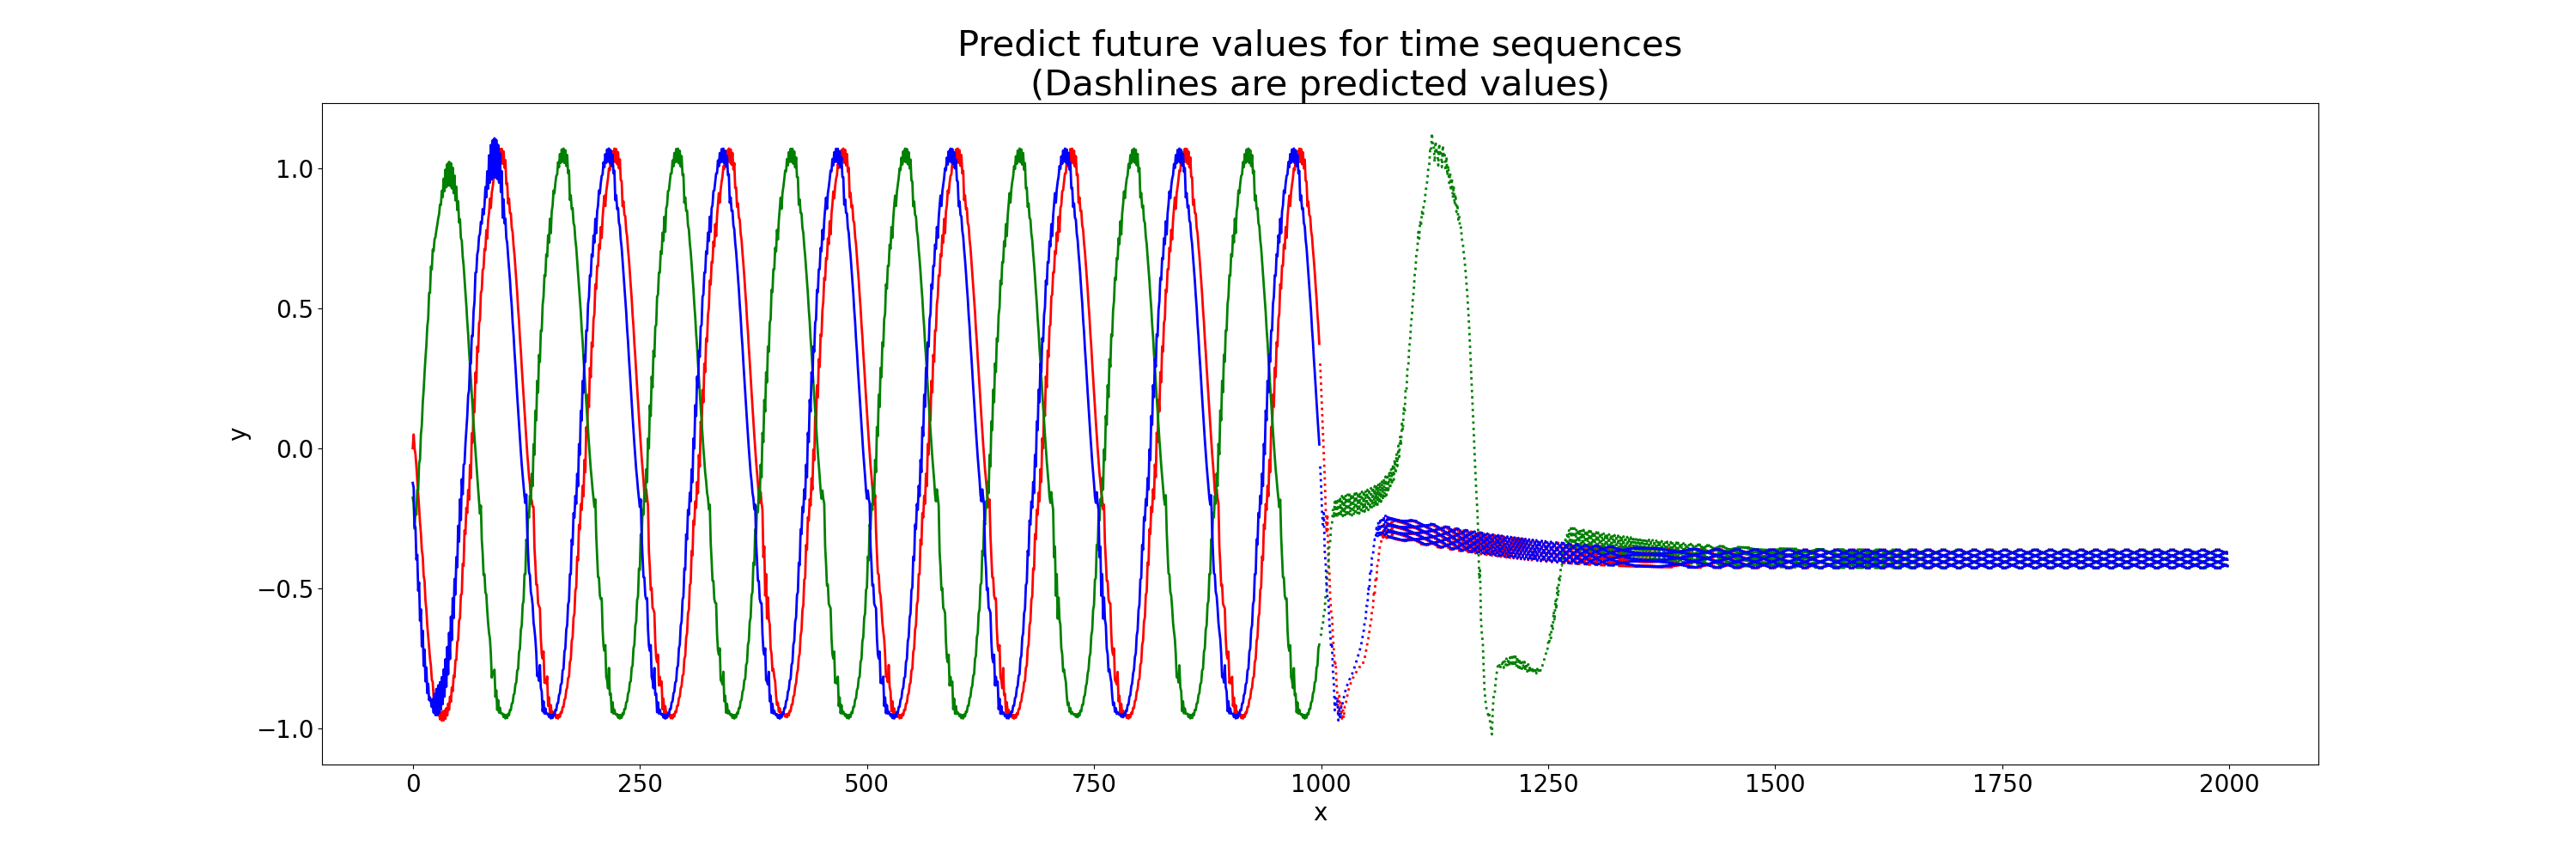 Predict future values for time sequences
(Dashlines are predicted values)
1.0
0.5
0.0
−0.5
−1.0
y
0 250 500 750 1000 1250 1500 1750 2000
x